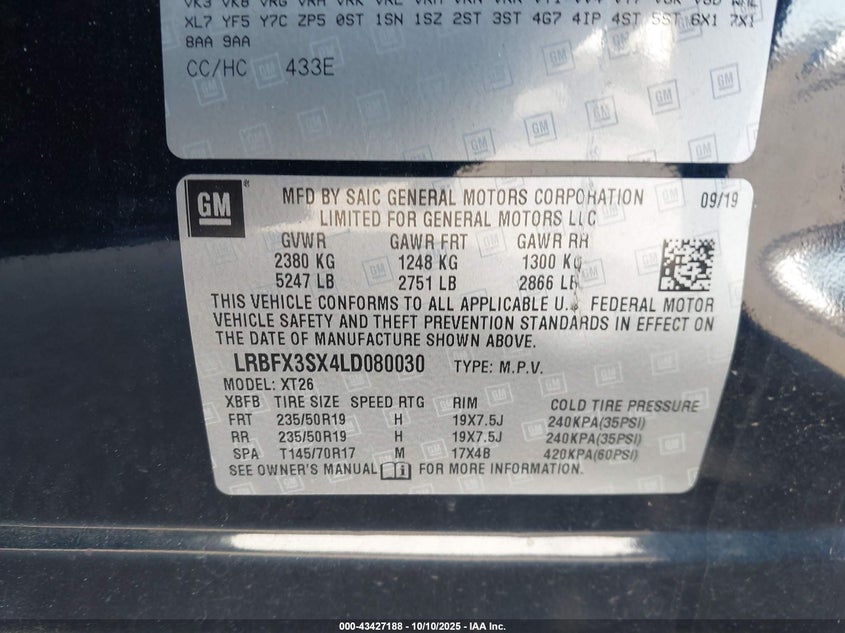 XL7 YF5 Y7C ZP5 0ST 1SN 1SZ 2ST 3ST 4G7 4IP 4ST 5ST 6X1 7X1
8AA 9AA
CC/HC 433E
GM
MFD BY SAIC GENERAL MOTORS CORPORATION
LIMITED FOR GENERAL MOTORS LLC
09/19
GVWR GAWR FRT GAWR RR
2380 KG 1248 KG 1300 KG
5247 LB 2751 LB 2866 LB
THIS VEHICLE CONFORMS TO ALL APPLICABLE U. FEDERAL MOTOR
VEHICLE SAFETY AND THEFT PREVENTION STANDARDS IN EFFECT ON
THE DATE OF MANUFACTURE SHOWN ABOVE.
LRBFX3SX4LD080030 TYPE: M.P.V.
MODEL: XT26
XBFB TIRE SIZE SPEED RTG RIM COLD TIRE PRESSURE
FRT 235/50R19 H 19X7.5J 240KPA(35PSI)
RR 235/50R19 H 19X7.5J 240KPA(35PSI)
SPA T145/70R17 M 17X4B 420KPA(60PSI)
SEE OWNER'S MANUAL FOR MORE INFORMATION.
000-43427188 - 10/10/2025 - IAA Inc.